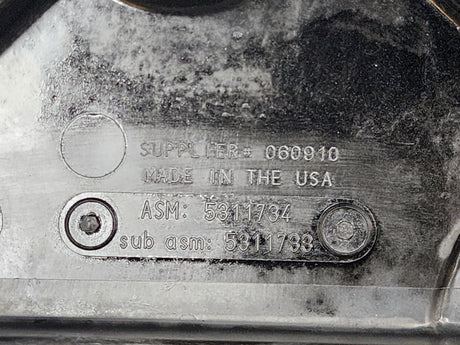 SUPPLIER# 060910
MADE IN THE USA
ASM: 5311734
sub asm: 5311733